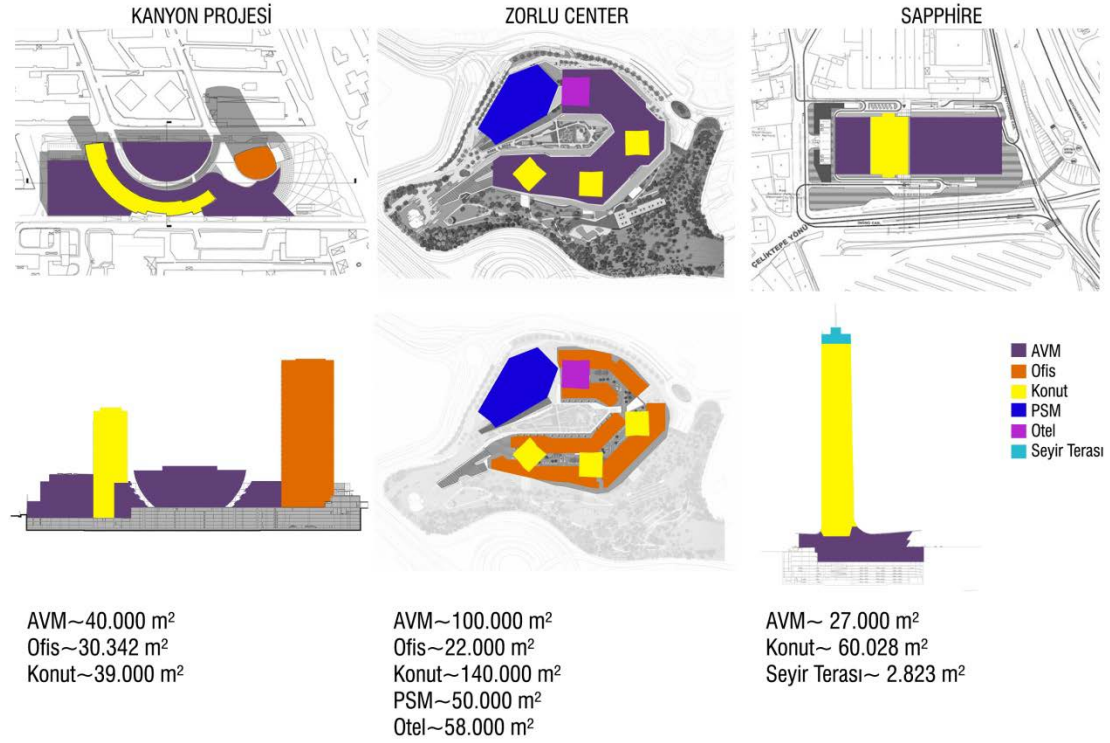 KANYON PROJESİ
ZORLU CENTER
SAPPHİRE
ÇELİKTEPE YÖNÜ
AVM
Ofis
Konut
PSM
Otel
Seyir Terası
AVM~40.000 m²
Ofis~30.342 m²
Konut~39.000 m²
AVM~100.000 m²
Ofis~22.000 m²
Konut~140.000 m²
PSM~50.000 m²
Otel~58.000 m²
AVM~ 27.000 m²
Konut~ 60.028 m²
Seyir Terası~ 2.823 m²